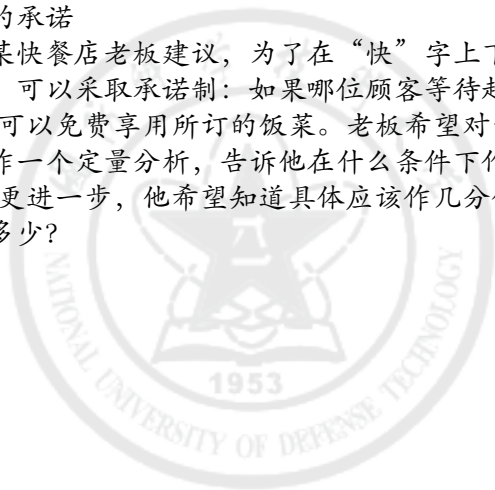 的承诺
某快餐店老板建议，为了在“快”字上下
可以采取承诺制：如果哪位顾客等待超
可以免费享用所订的饭菜。老板希望对
作一个定量分析，告诉他在什么条件下作
更进一步，他希望知道具体应该作几分
多少？
1953
NATIONAL UNIVERSITY OF DEFENSE TECHNOLOGY